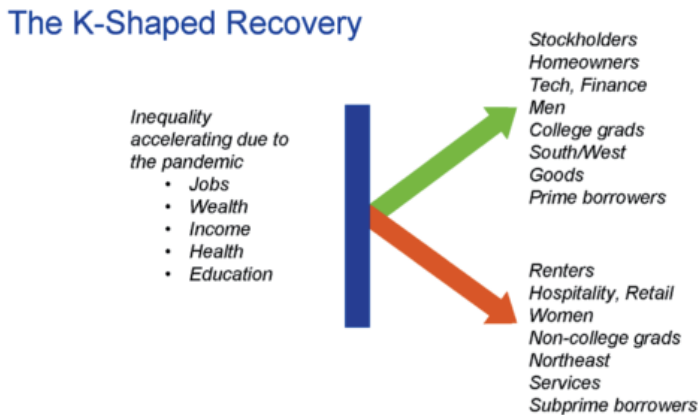 The K-Shaped Recovery
Inequality
accelerating due to
the pandemic
• Jobs
• Wealth
• Income
• Health
• Education
Stockholders
Homeowners
Tech, Finance
Men
College grads
South/West
Goods
Prime borrowers
Renters
Hospitality, Retail
Women
Non-college grads
Northeast
Services
Subprime borrowers